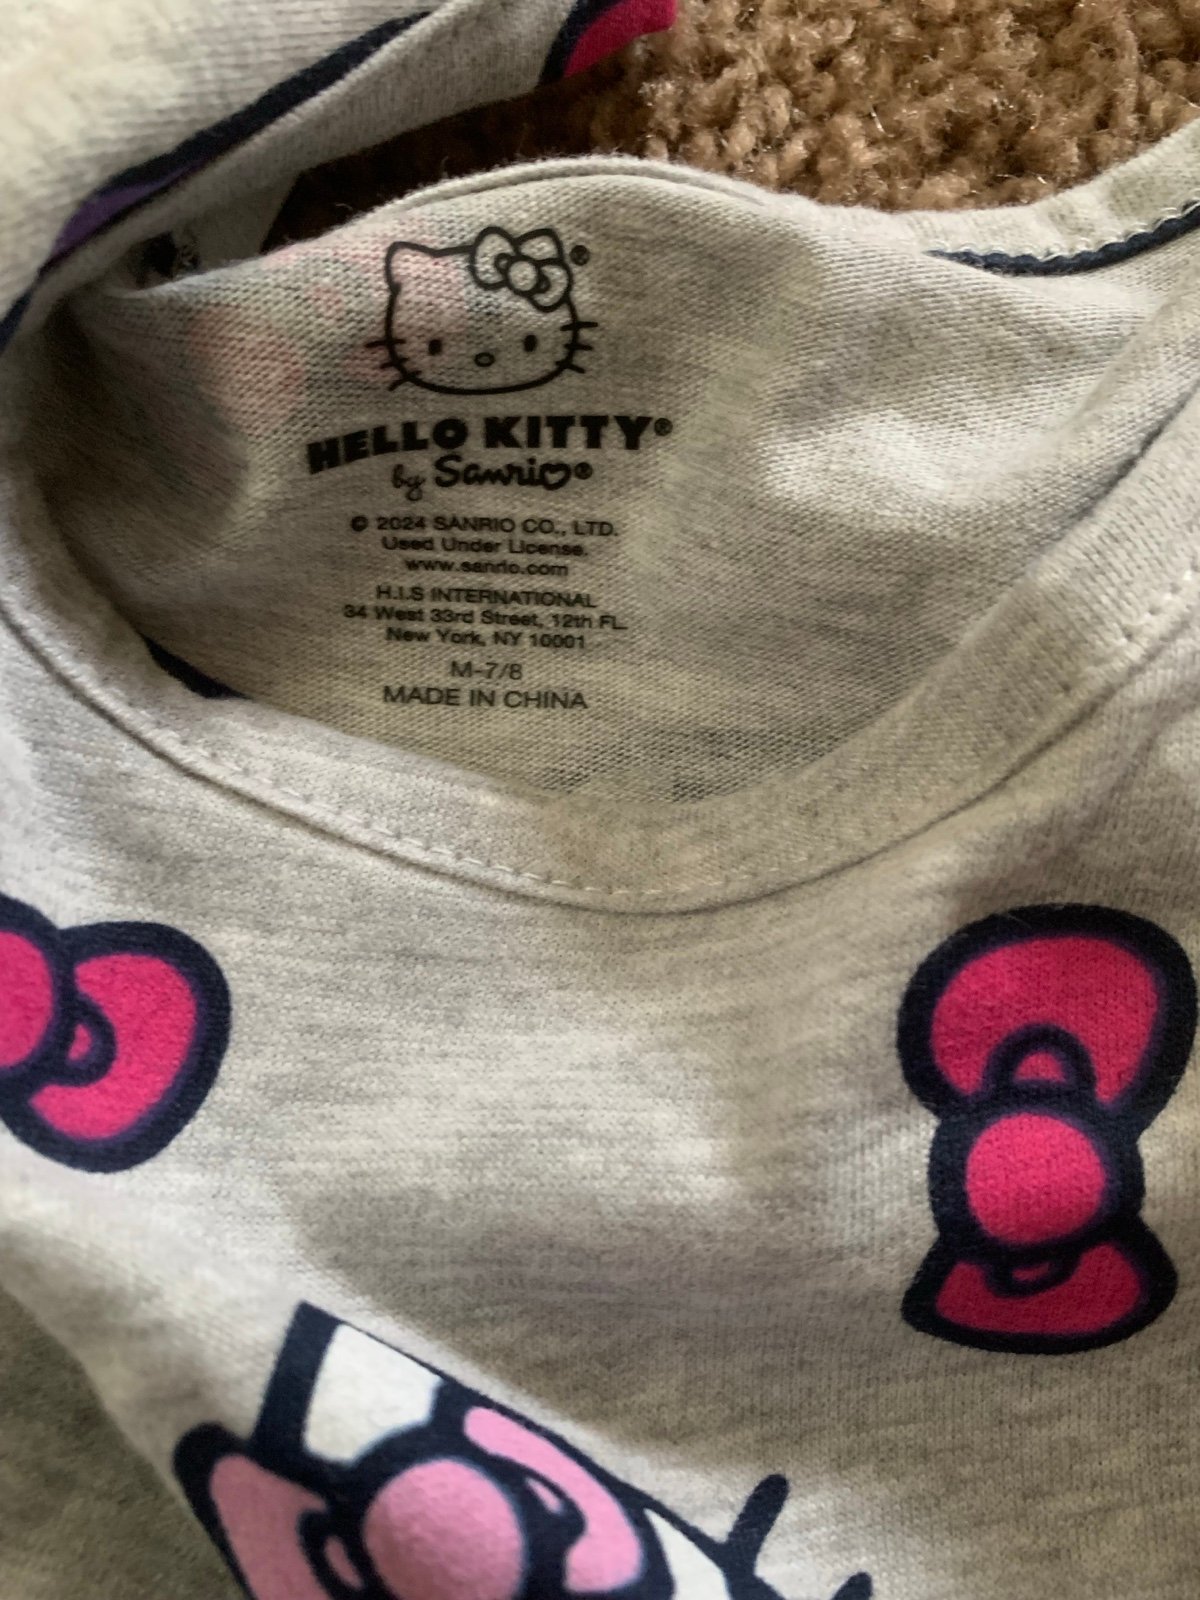 ®
HELLO KITTY®
by Sanrio®
© 2024 SANRIO CO., LTD.
Used Under License.
www.sanrio.com
H.I.S INTERNATIONAL
34 West 33rd Street, 12th FL.
New York, NY 10001
M-7/8
MADE IN CHINA